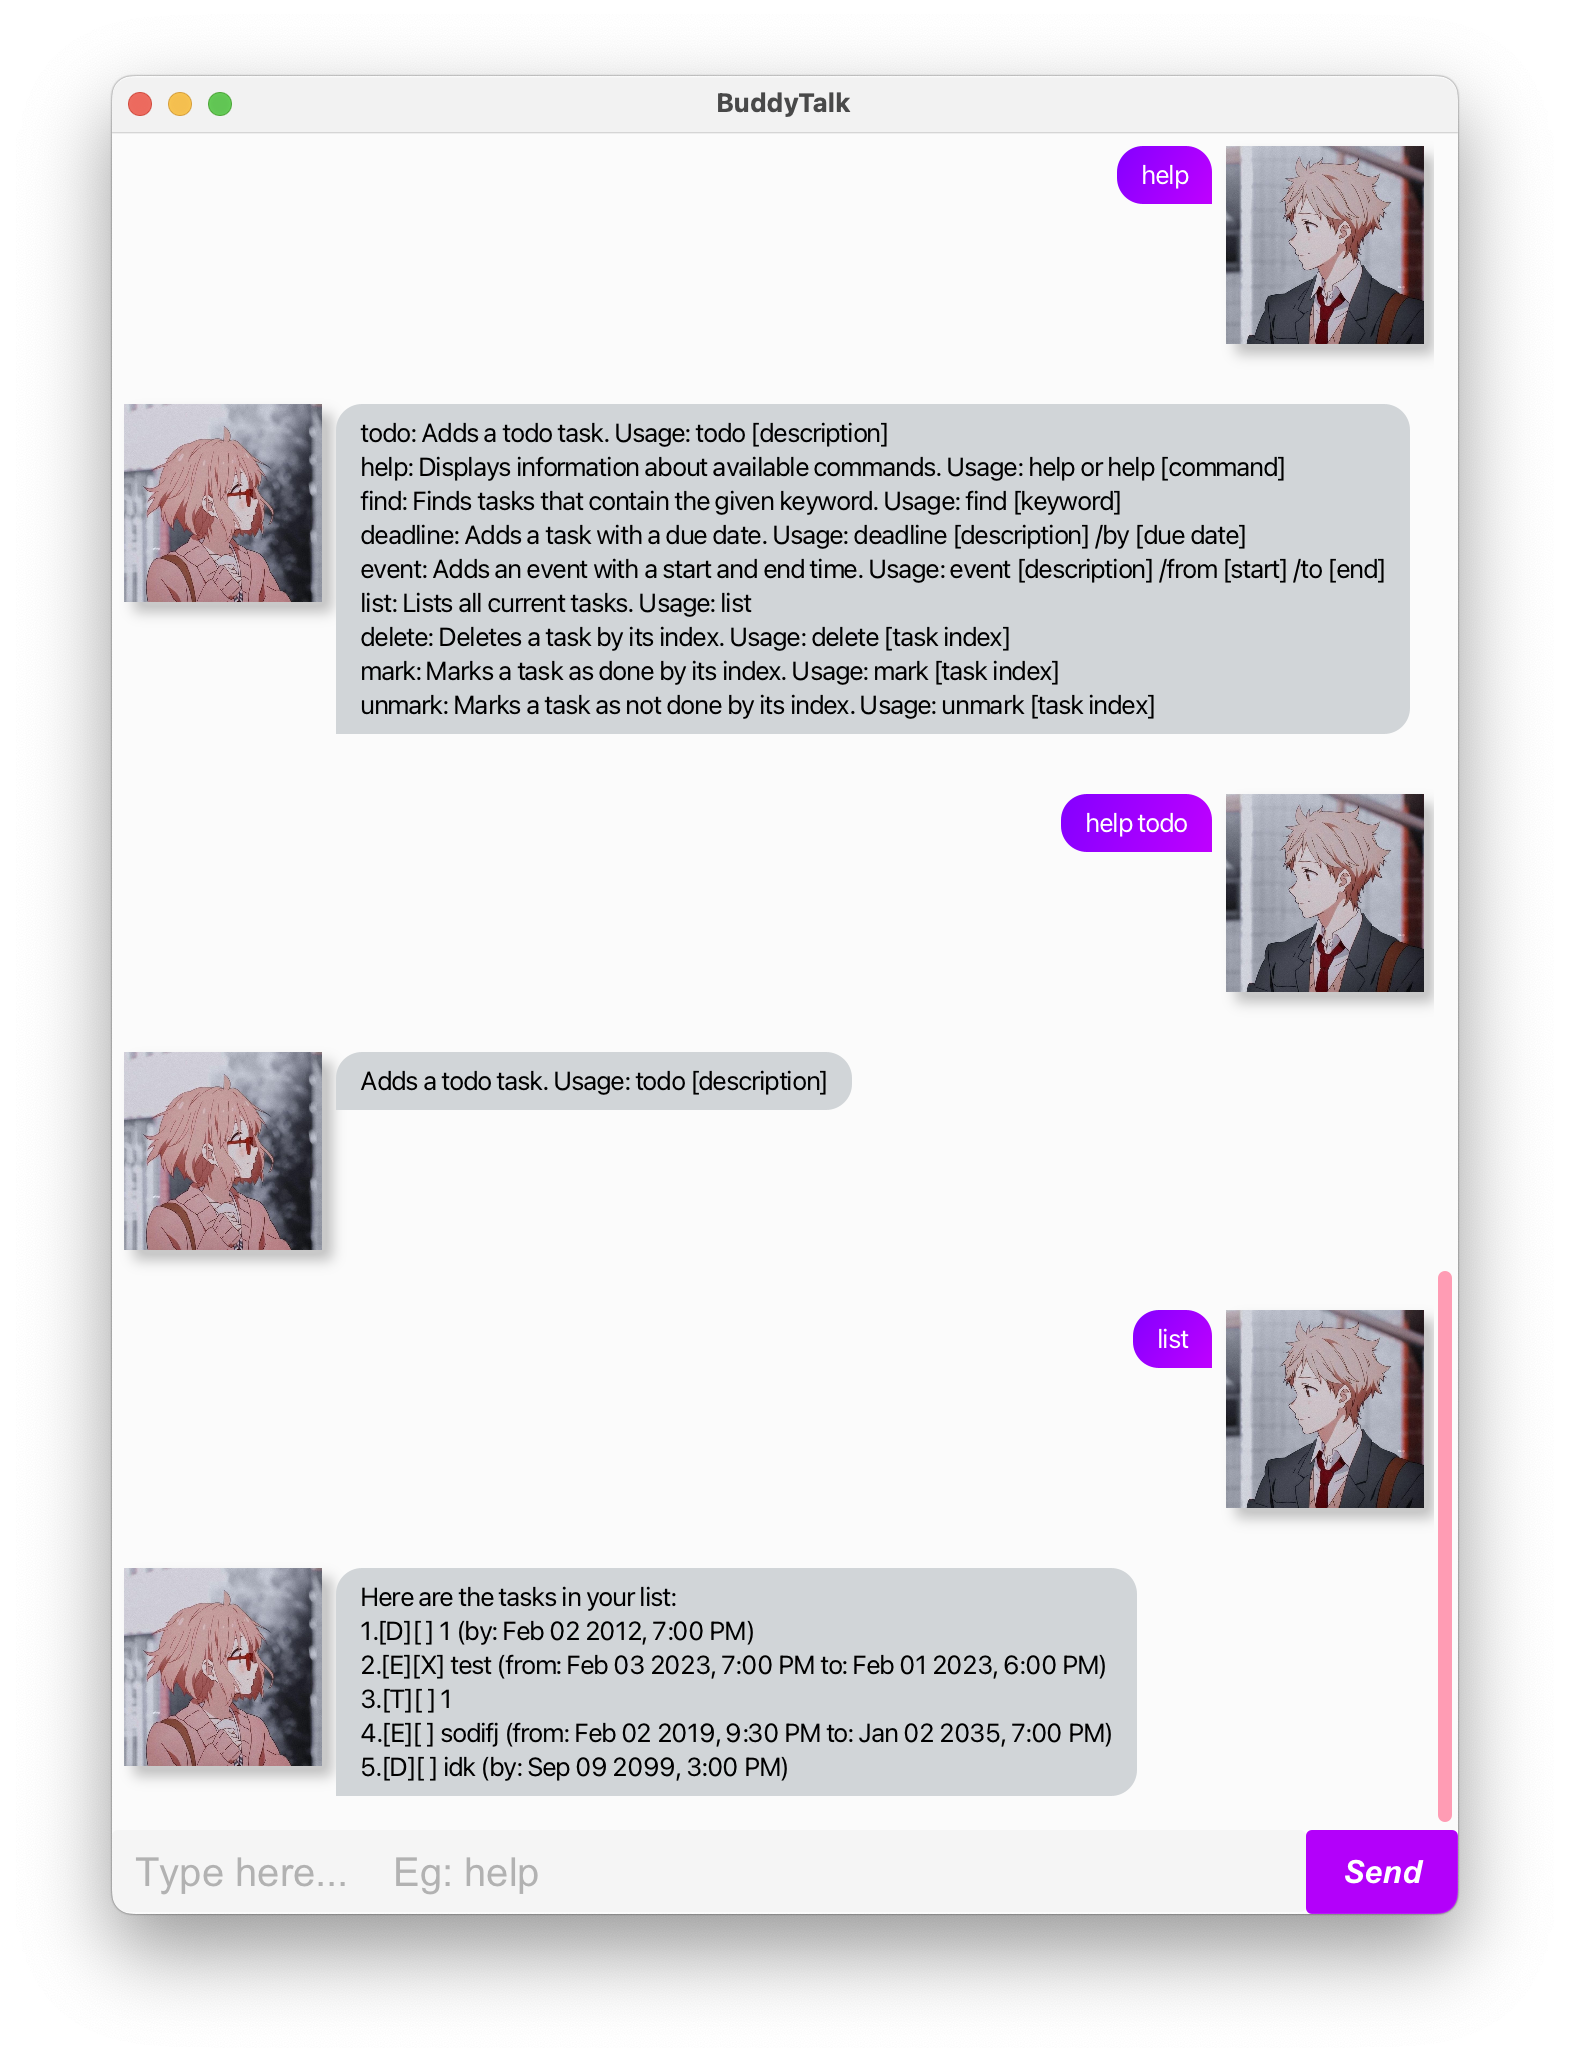 BuddyTalk
help
todo: Adds a todo task. Usage: todo [description]
help: Displays information about available commands. Usage: help or help [command]
find: Finds tasks that contain the given keyword. Usage: find [keyword]
deadline: Adds a task with a due date. Usage: deadline [description] /by [due date]
event: Adds an event with a start and end time. Usage: event [description] /from [start] /to [end]
list: Lists all current tasks. Usage: list
delete: Deletes a task by its index. Usage: delete [task index]
mark: Marks a task as done by its index. Usage: mark [task index]
unmark: Marks a task as not done by its index. Usage: unmark [task index]
help todo
Adds a todo task. Usage: todo [description]
list
Here are the tasks in your list:
1.[D][ ] 1 (by: Feb 02 2012, 7:00 PM)
2.[E][X] test (from: Feb 03 2023, 7:00 PM to: Feb 01 2023, 6:00 PM)
3.[T][ ] 1
4.[E][ ] sodifj (from: Feb 02 2019, 9:30 PM to: Jan 02 2035, 7:00 PM)
5.[D][ ] idk (by: Sep 09 2099, 3:00 PM)
Type here... Eg: help
Send